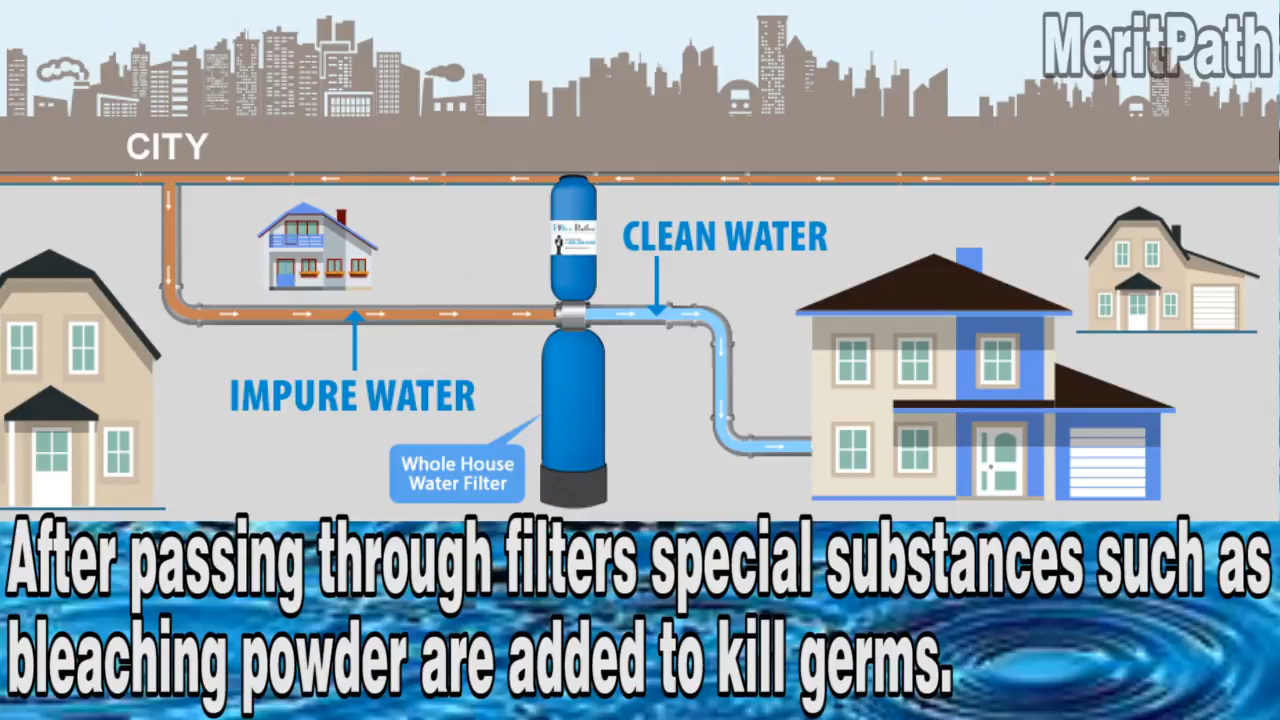 MeritPath
CITY
CLEAN WATER
IMPURE WATER
Whole House
Water Filter
After passing through filters special substances such as
bleaching powder are added to kill germs.